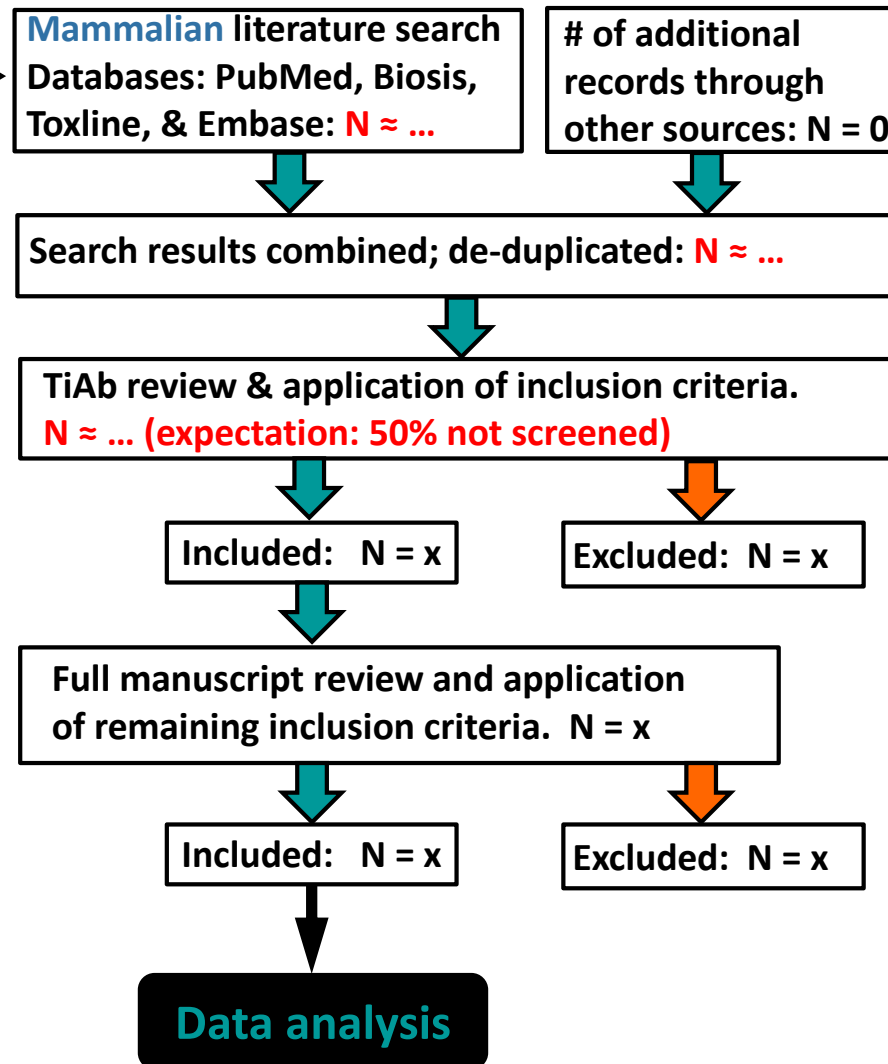 Mammalian literature search
Databases: PubMed, Biosis,
Toxline, & Embase: N ≈ …
# of additional
records through
other sources: N = 0
Search results combined; de-duplicated: N ≈ …
TiAb review & application of inclusion criteria.
N ≈ … (expectation: 50% not screened)
Included: N = x
Excluded: N = x
Full manuscript review and application
of remaining inclusion criteria. N = x
Included: N = x
Excluded: N = x
Data analysis